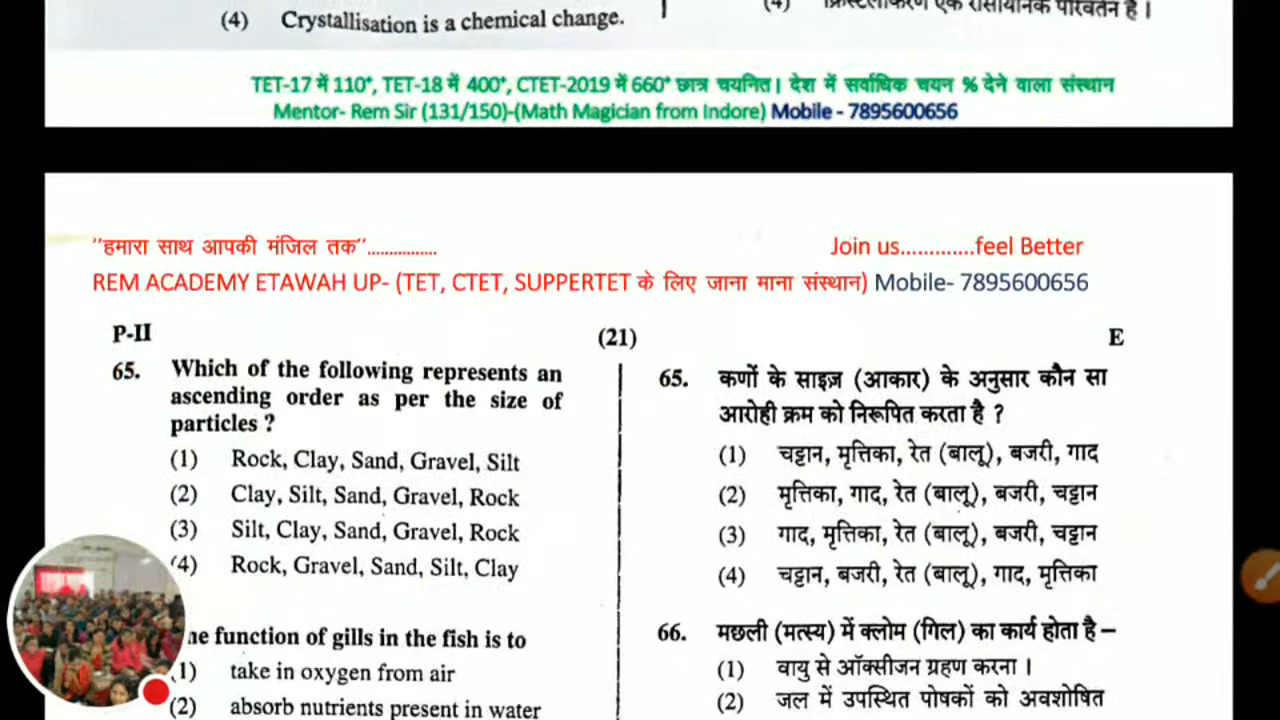 (4) Crystallisation is a chemical change.
(4) क्रिस्टलीकरण एक रासायनिक परिवर्तन है ।
TET-17 में 110+, TET-18 में 400+, CTET-2019 में 660+ छात्र चयनित। देश में सर्वाधिक चयन % देने वाला संस्थान
Mentor- Rem Sir (131/150)-(Math Magician from Indore) Mobile - 7895600656
"हमारा साथ आपकी मंजिल तक"................
Join us.............feel Better
REM ACADEMY ETAWAH UP- (TET, CTET, SUPPERTET के लिए जाना माना संस्थान) Mobile- 7895600656
P-II (21) E
65. Which of the following represents an
ascending order as per the size of
particles ?
(1) Rock, Clay, Sand, Gravel, Silt
(2) Clay, Silt, Sand, Gravel, Rock
(3) Silt, Clay, Sand, Gravel, Rock
(4) Rock, Gravel, Sand, Silt, Clay
function of gills in the fish is to
(1) take in oxygen from air
(2) absorb nutrients present in water
65. कणों के साइज़ (आकार) के अनुसार कौन सा
आरोही क्रम को निरूपित करता है ?
(1) चट्टान, मृत्तिका, रेत (बालू), बजरी, गाद
(2) मृत्तिका, गाद, रेत (बालू), बजरी, चट्टान
(3) गाद, मृत्तिका, रेत (बालू), बजरी, चट्टान
(4) चट्टान, बजरी, रेत (बालू), गाद, मृत्तिका
66. मछली (मत्स्य) में क्लोम (गिल) का कार्य होता है –
(1) वायु से ऑक्सीजन ग्रहण करना ।
(2) जल में उपस्थित पोषकों को अवशोषित